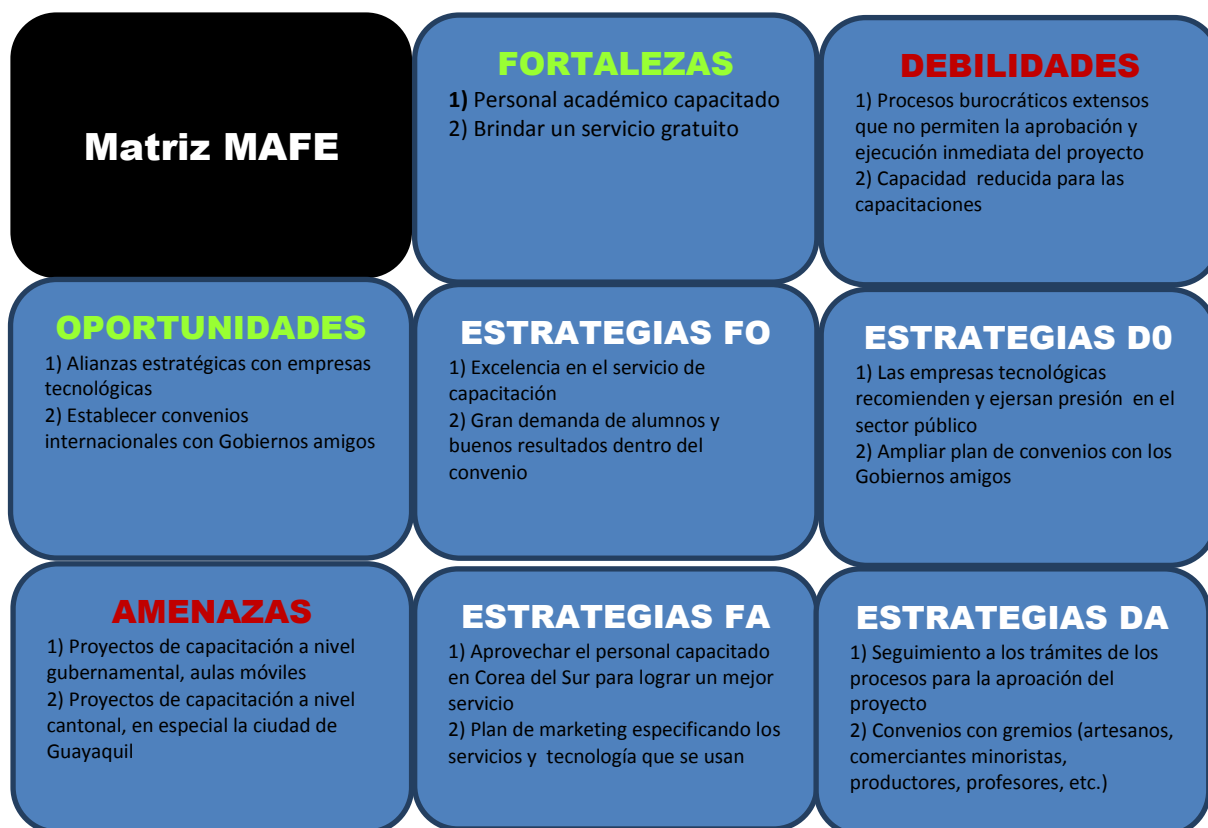 Matriz MAFE
FORTALEZAS
1) Personal académico capacitado
2) Brindar un servicio gratuito
DEBILIDADES
1) Procesos burocráticos extensos
que no permiten la aprobación y
ejecución inmediata del proyecto
2) Capacidad reducida para las
capacitaciones
OPORTUNIDADES
1) Alianzas estratégicas con empresas
tecnológicas
2) Establecer convenios
internacionales con Gobiernos amigos
ESTRATEGIAS FO
1) Excelencia en el servicio de
capacitación
2) Gran demanda de alumnos y
buenos resultados dentro del
convenio
ESTRATEGIAS D0
1) Las empresas tecnológicas
recomienden y ejersan presión en el
sector público
2) Ampliar plan de convenios con los
Gobiernos amigos
AMENAZAS
1) Proyectos de capacitación a nivel
gubernamental, aulas móviles
2) Proyectos de capacitación a nivel
cantonal, en especial la ciudad de
Guayaquil
ESTRATEGIAS FA
1) Aprovechar el personal capacitado
en Corea del Sur para lograr un mejor
servicio
2) Plan de marketing especificando los
servicios y tecnología que se usan
ESTRATEGIAS DA
1) Seguimiento a los trámites de los
procesos para la aproación del
proyecto
2) Convenios con gremios (artesanos,
comerciantes minoristas,
productores, profesores, etc.)